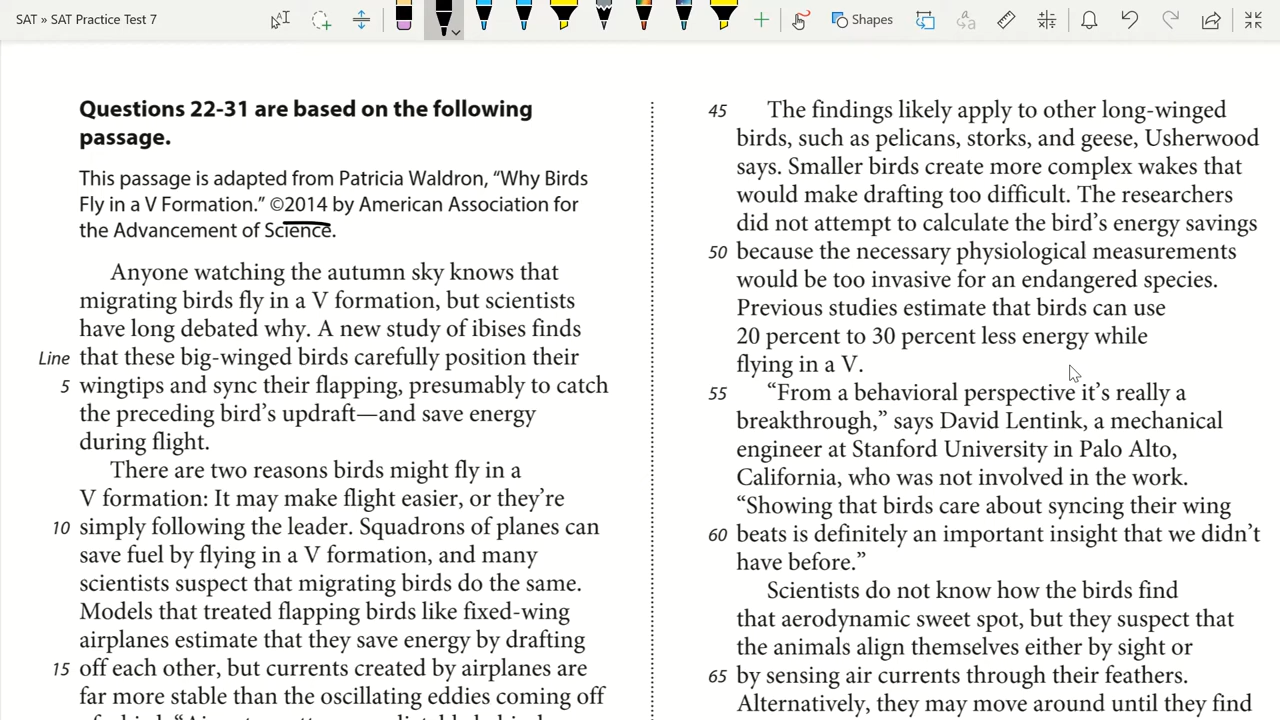 SAT » SAT Practice Test 7
Shapes
Questions 22-31 are based on the following
passage.
This passage is adapted from Patricia Waldron, “Why Birds
Fly in a V Formation.” ©2014 by American Association for
the Advancement of Science.
Anyone watching the autumn sky knows that
migrating birds fly in a V formation, but scientists
have long debated why. A new study of ibises finds
Line that these big-winged birds carefully position their
5 wingtips and sync their flapping, presumably to catch
the preceding bird’s updraft—and save energy
during flight.
There are two reasons birds might fly in a
V formation: It may make flight easier, or they’re
10 simply following the leader. Squadrons of planes can
save fuel by flying in a V formation, and many
scientists suspect that migrating birds do the same.
Models that treated flapping birds like fixed-wing
airplanes estimate that they save energy by drafting
15 off each other, but currents created by airplanes are
far more stable than the oscillating eddies coming off
45 The findings likely apply to other long-winged
birds, such as pelicans, storks, and geese, Usherwood
says. Smaller birds create more complex wakes that
would make drafting too difficult. The researchers
did not attempt to calculate the bird’s energy savings
50 because the necessary physiological measurements
would be too invasive for an endangered species.
Previous studies estimate that birds can use
20 percent to 30 percent less energy while
flying in a V.
55 “From a behavioral perspective it’s really a
breakthrough,” says David Lentink, a mechanical
engineer at Stanford University in Palo Alto,
California, who was not involved in the work.
“Showing that birds care about syncing their wing
60 beats is definitely an important insight that we didn’t
have before.”
Scientists do not know how the birds find
that aerodynamic sweet spot, but they suspect that
the animals align themselves either by sight or
65 by sensing air currents through their feathers.
Alternatively, they may move around until they find